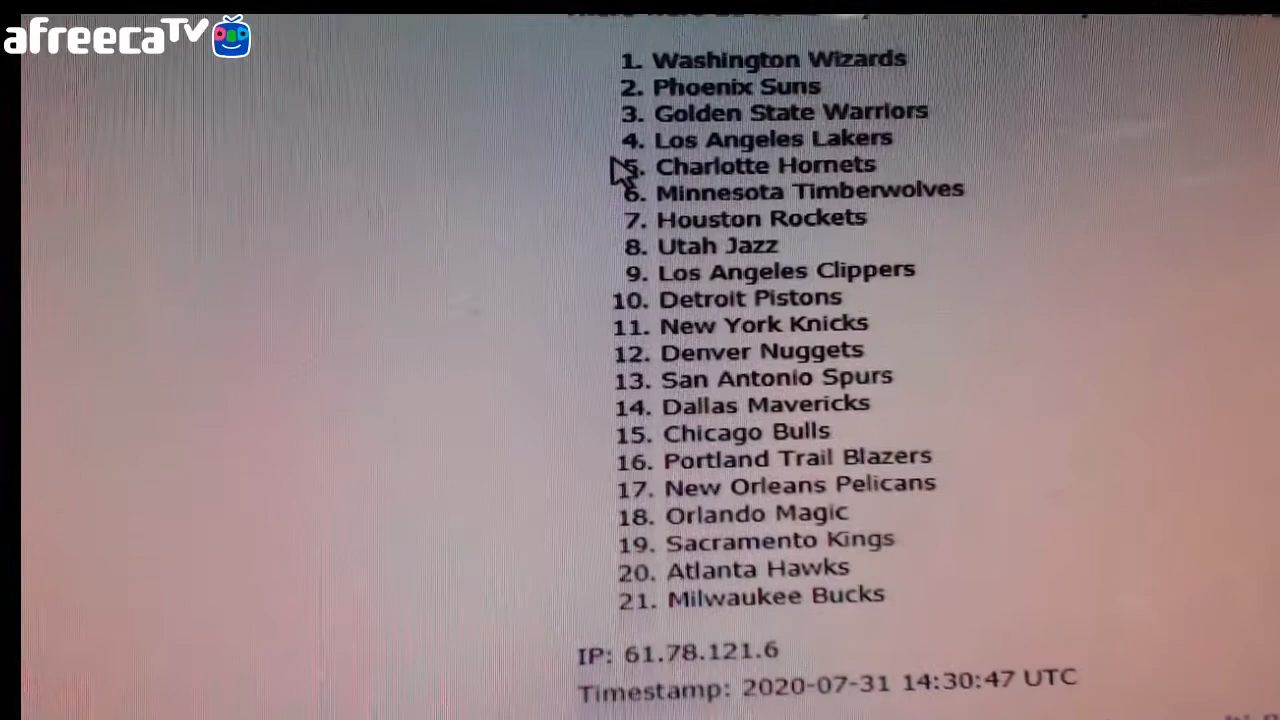 afreecaTV
1. Washington Wizards
2. Phoenix Suns
3. Golden State Warriors
4. Los Angeles Lakers
5. Charlotte Hornets
6. Minnesota Timberwolves
7. Houston Rockets
8. Utah Jazz
9. Los Angeles Clippers
10. Detroit Pistons
11. New York Knicks
12. Denver Nuggets
13. San Antonio Spurs
14. Dallas Mavericks
15. Chicago Bulls
16. Portland Trail Blazers
17. New Orleans Pelicans
18. Orlando Magic
19. Sacramento Kings
20. Atlanta Hawks
21. Milwaukee Bucks
IP: 61.78.121.6
Timestamp: 2020-07-31 14:30:47 UTC